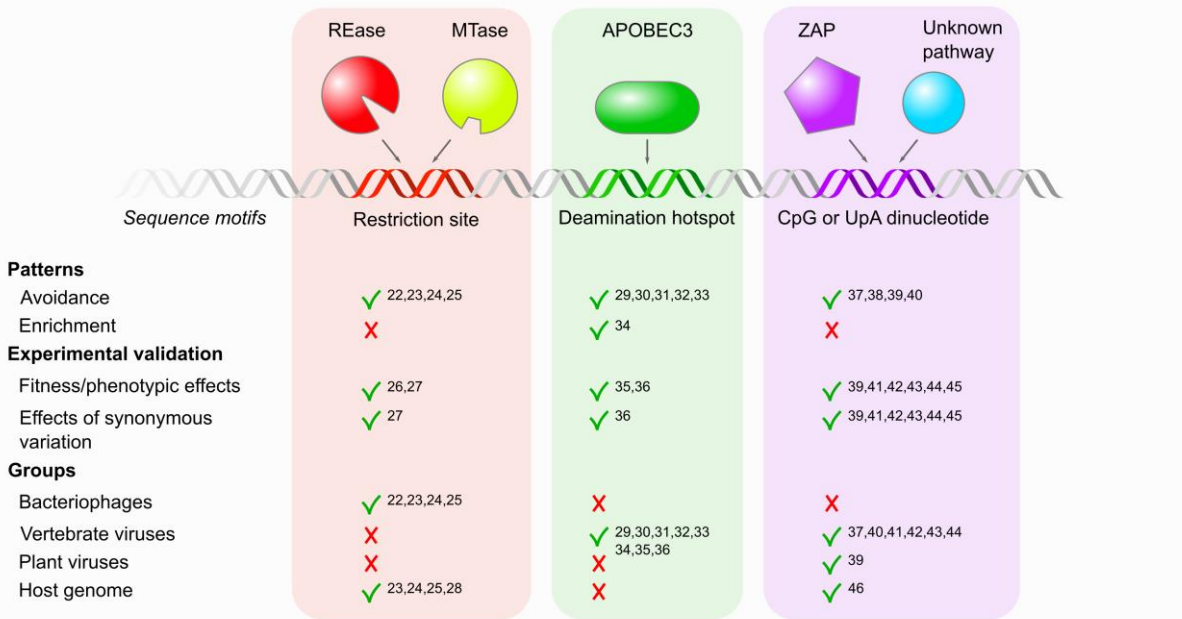 REase MTase APOBEC3 ZAP Unknown
pathway
Sequence motifs Restriction site Deamination hotspot CpG or UpA dinucleotide
Patterns
Avoidance 22,23,24,25 29,30,31,32,33 37,38,39,40
Enrichment 34
Experimental validation
Fitness/phenotypic effects 26,27 35,36 39,41,42,43,44,45
Effects of synonymous 27 36 39,41,42,43,44,45
variation
Groups
Bacteriophages 22,23,24,25
Vertebrate viruses 29,30,31,32,33 37,40,41,42,43,44
34,35,36
Plant viruses 39
Host genome 23,24,25,28 46